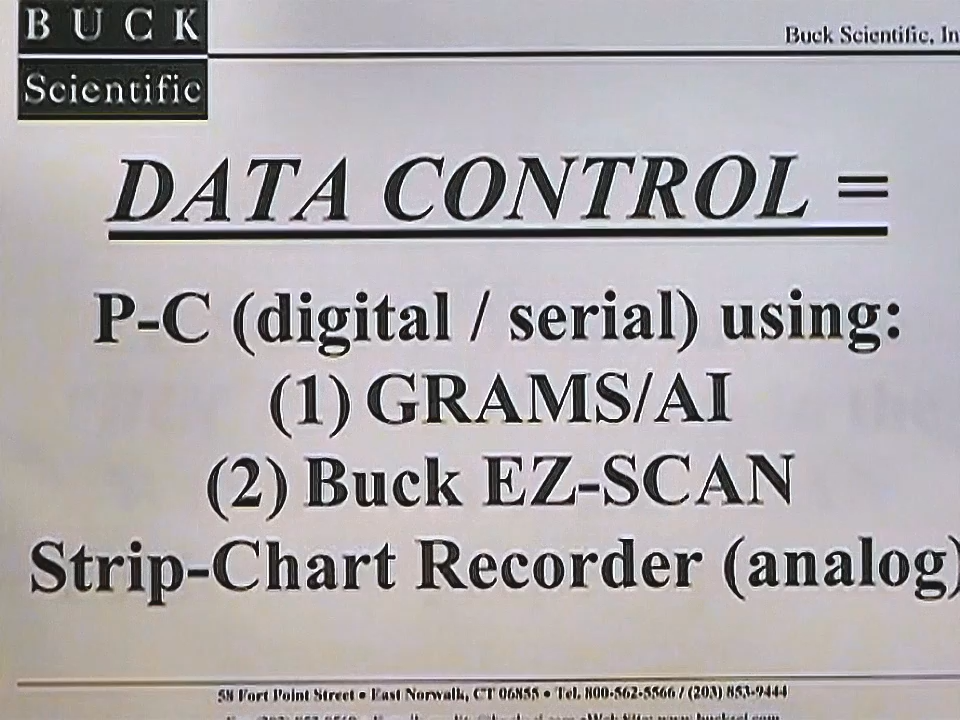 BUCK
Scientific
Buck Scientific, In
DATA CONTROL =
P-C (digital / serial) using:
(1) GRAMS/AI
(2) Buck EZ-SCAN
Strip-Chart Recorder (analog)
58 Fort Point Street • East Norwalk, CT 06855 • Tel. 800-562-5566 / (203) 853-9444